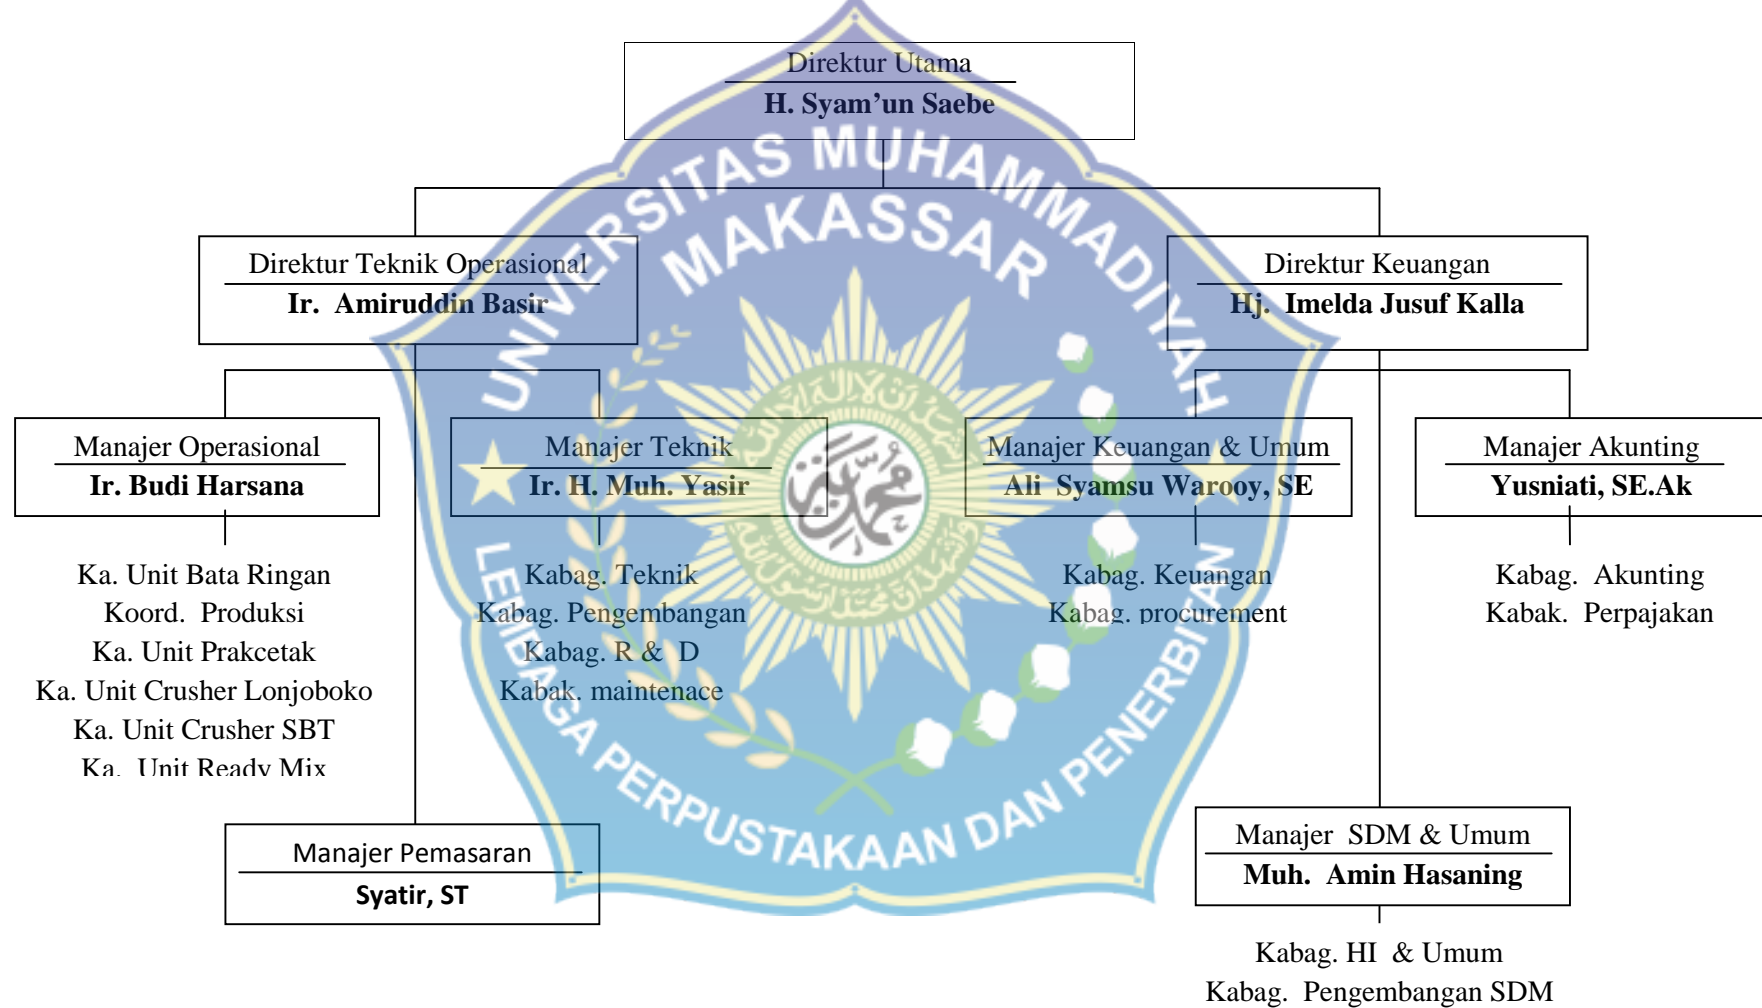 Direktur Utama
H. Syam’un Saebe
UNIVERSITAS MUHAMMADIYAH
MAKASSAR
Direktur Teknik Operasional
Ir. Amiruddin Basir
Direktur Keuangan
Hj. Imelda Jusuf Kalla
Manajer Operasional
Ir. Budi Harsana
Manajer Teknik
Ir. H. Muh. Yasir
Manajer Keuangan & Umum
Ali Syamsu Warooy, SE
Manajer Akunting
Yusniati, SE.Ak
Ka. Unit Bata Ringan
Koord. Produksi
Ka. Unit Prakcetak
Ka. Unit Crusher Lonjoboko
Ka. Unit Crusher SBT
Ka. Unit Ready Mix
Kabag. Teknik
Kabag. Pengembangan
Kabag. R & D
Kabak. maintenace
Kabag. Keuangan
Kabag. procurement
Kabag. Akunting
Kabak. Perpajakan
محمد
LEMBAGA PERPUSTAKAAN DAN PENERBITAN
Manajer Pemasaran
Syatir, ST
Manajer SDM & Umum
Muh. Amin Hasaning
Kabag. HI & Umum
Kabag. Pengembangan SDM